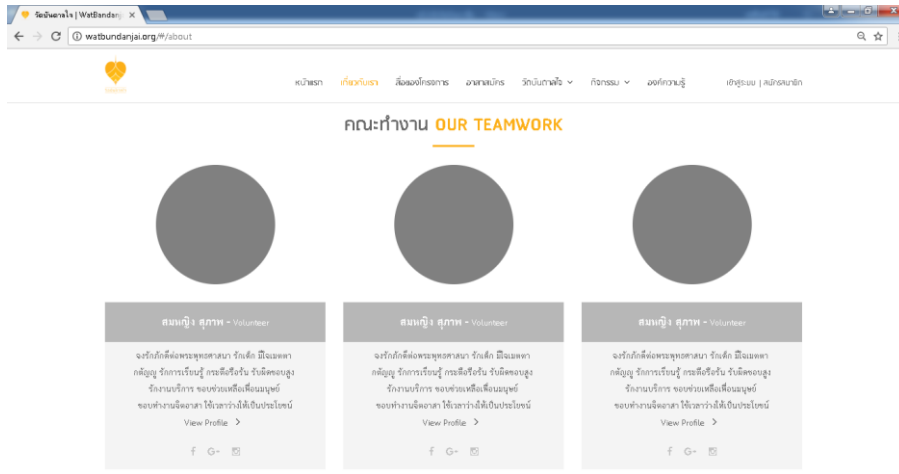 วัดบันดาลใจ | WatBandanj
watbundanjai.org/#/about
หน้าแรก เกี่ยวกับเรา สื่อของโครงการ อาสาสมัคร วัดบันดาลใจ กิจกรรม องค์ความรู้ เข้าสู่ระบบ | สมัครสมาชิก
คณะทำงาน OUR TEAMWORK
สมหญิง สุภาพ - Volunteer
จงรักภักดีต่อพระพุทธศาสนา รักเด็ก มีใจเมตตา
กตัญญู รักการเรียนรู้ กระตือรือร้น รับผิดชอบสูง
รักงานบริการ ชอบช่วยเหลือเพื่อนมนุษย์
ชอบทำงานจิตอาสา ใช้เวลาว่างให้เป็นประโยชน์
View Profile >
f G+
สมหญิง สุภาพ - Volunteer
จงรักภักดีต่อพระพุทธศาสนา รักเด็ก มีใจเมตตา
กตัญญู รักการเรียนรู้ กระตือรือร้น รับผิดชอบสูง
รักงานบริการ ชอบช่วยเหลือเพื่อนมนุษย์
ชอบทำงานจิตอาสา ใช้เวลาว่างให้เป็นประโยชน์
View Profile >
f G+
สมหญิง สุภาพ - Volunteer
จงรักภักดีต่อพระพุทธศาสนา รักเด็ก มีใจเมตตา
กตัญญู รักการเรียนรู้ กระตือรือร้น รับผิดชอบสูง
รักงานบริการ ชอบช่วยเหลือเพื่อนมนุษย์
ชอบทำงานจิตอาสา ใช้เวลาว่างให้เป็นประโยชน์
View Profile >
f G+